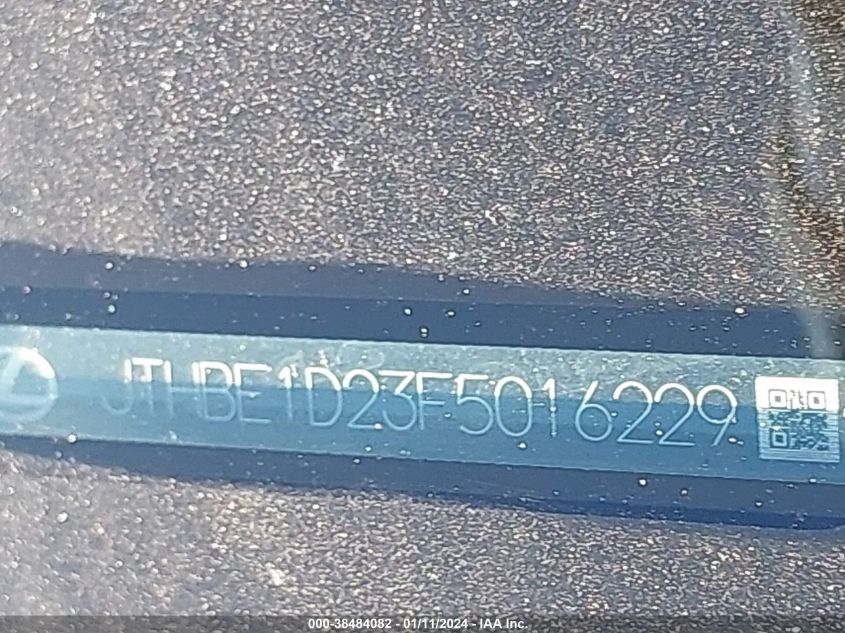 JTHBE1D23F5016229
000-38484082 - 01/11/2024 - IAA Inc.